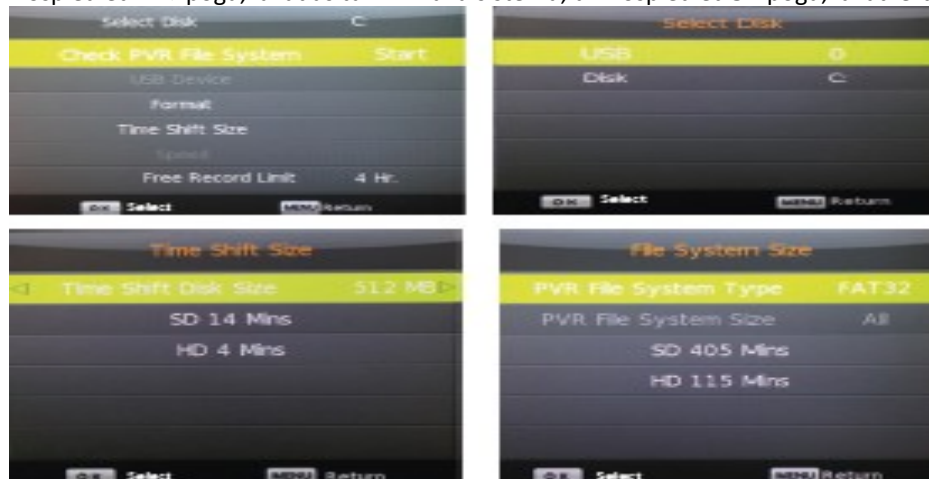 Select Disk C:
Check PVR File System Start
USB Device
Format
Time Shift Size
Speed
Free Record Limit 4 Hr.
OK Select MENU Return
Select Disk
USB 0
Disk C:
OK Select MENU Return
Time Shift Size
Time Shift Disk Size 512 MB
SD 14 Mins
HD 4 Mins
OK Select MENU Return
File System Size
PVR File System Type FAT32
PVR File System Size All
SD 405 Mins
HD 115 Mins
OK Select MENU Return